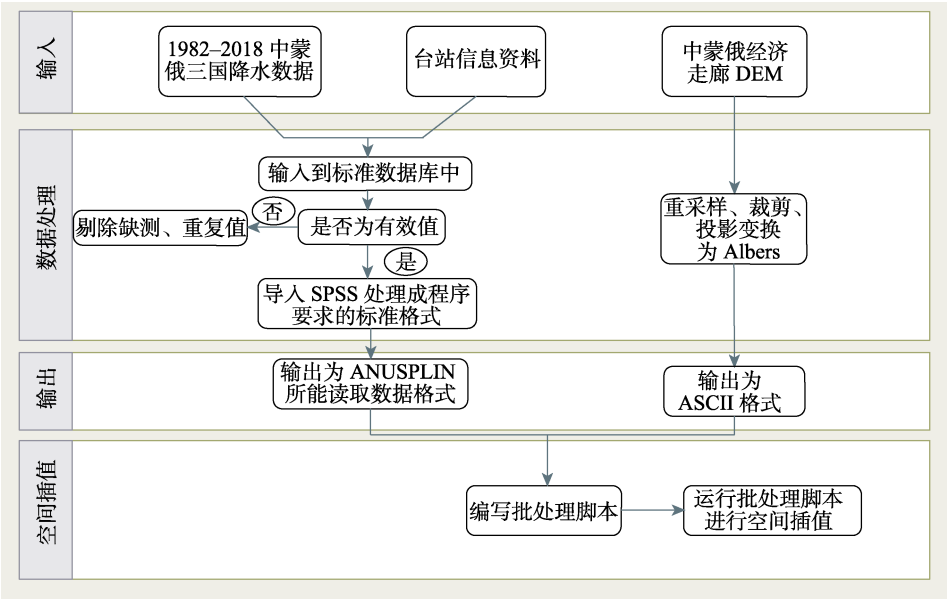 输入
1982–2018 中蒙
俄三国降水数据
台站信息资料
中蒙俄经济
走廊 DEM
数据处理
输入到标准数据库中
是否为有效值
否
剔除缺测、重复值
是
导入 SPSS 处理成程序
要求的标准格式
重采样、裁剪、
投影变换
为 Albers
输出
输出为 ANUSPLIN
所能读取数据格式
输出为
ASCII 格式
空间插值
编写批处理脚本
运行批处理脚本
进行空间插值